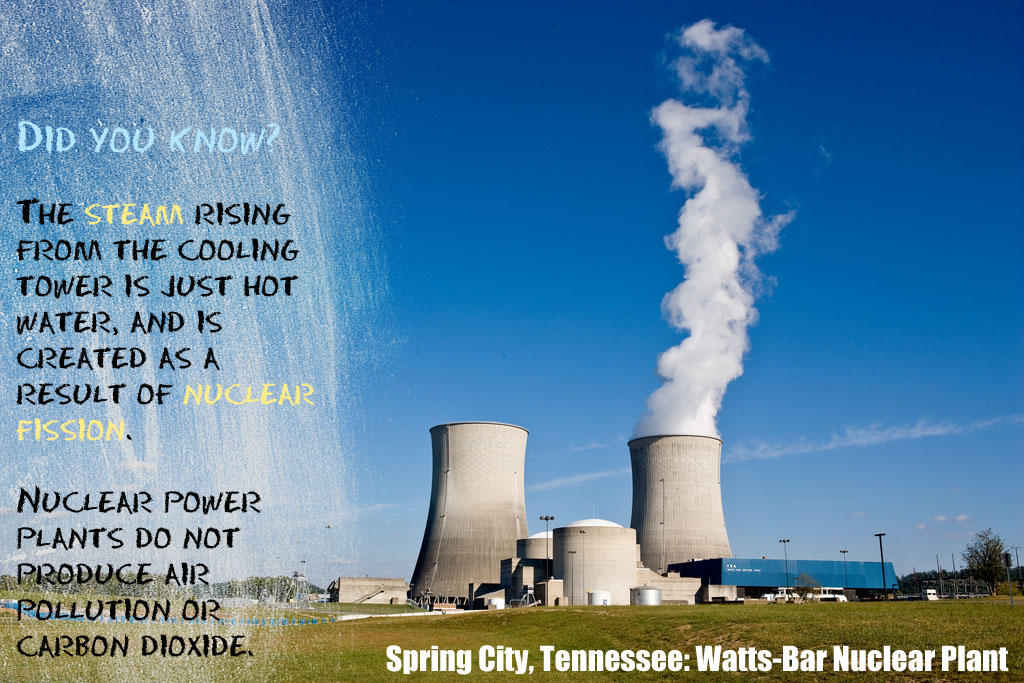 Did you know?
The steam rising
from the cooling
tower is just hot
water, and is
created as a
result of nuclear
fission.
Nuclear power
plants do not
produce air
pollution or
carbon dioxide.
TVA
Spring City, Tennessee: Watts-Bar Nuclear Plant